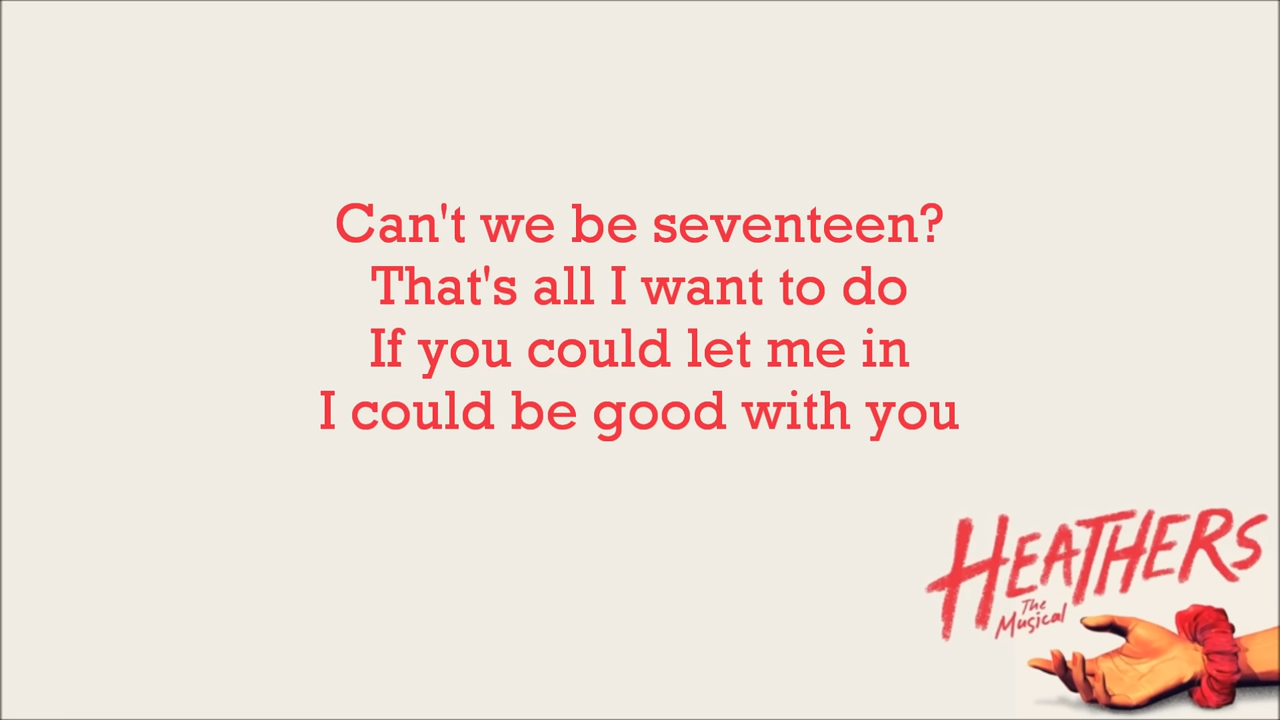 Can't we be seventeen?
That's all I want to do
If you could let me in
I could be good with you
HEATHERS
The
Musical